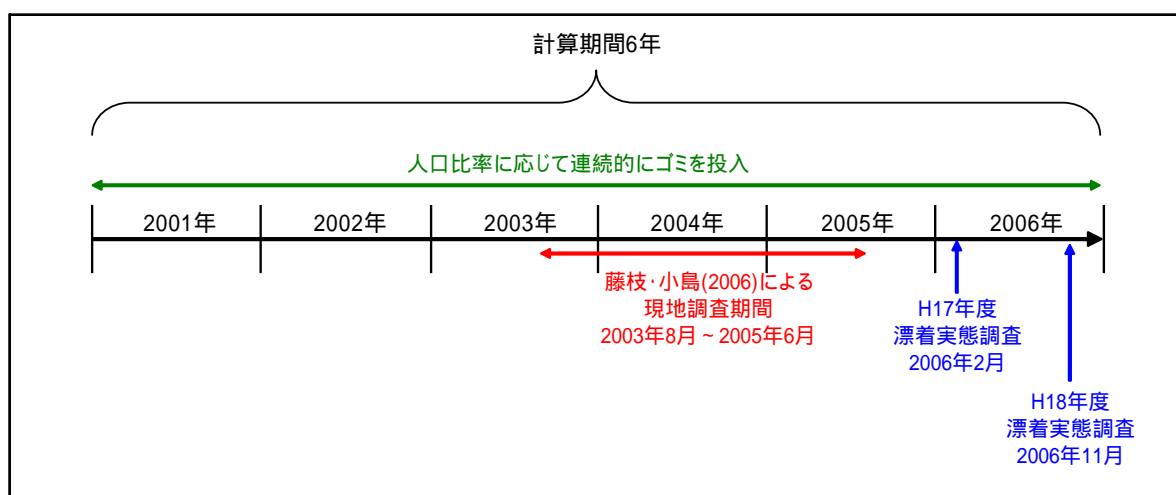 計算期間6年
人口比率に応じて連続的にゴミを投入
2001年 2002年 2003年 2004年 2005年 2006年
藤枝・小島(2006)による
現地調査期間
2003年8月~2005年6月
H17年度
漂着実態調査
2006年2月
H18年度
漂着実態調査
2006年11月